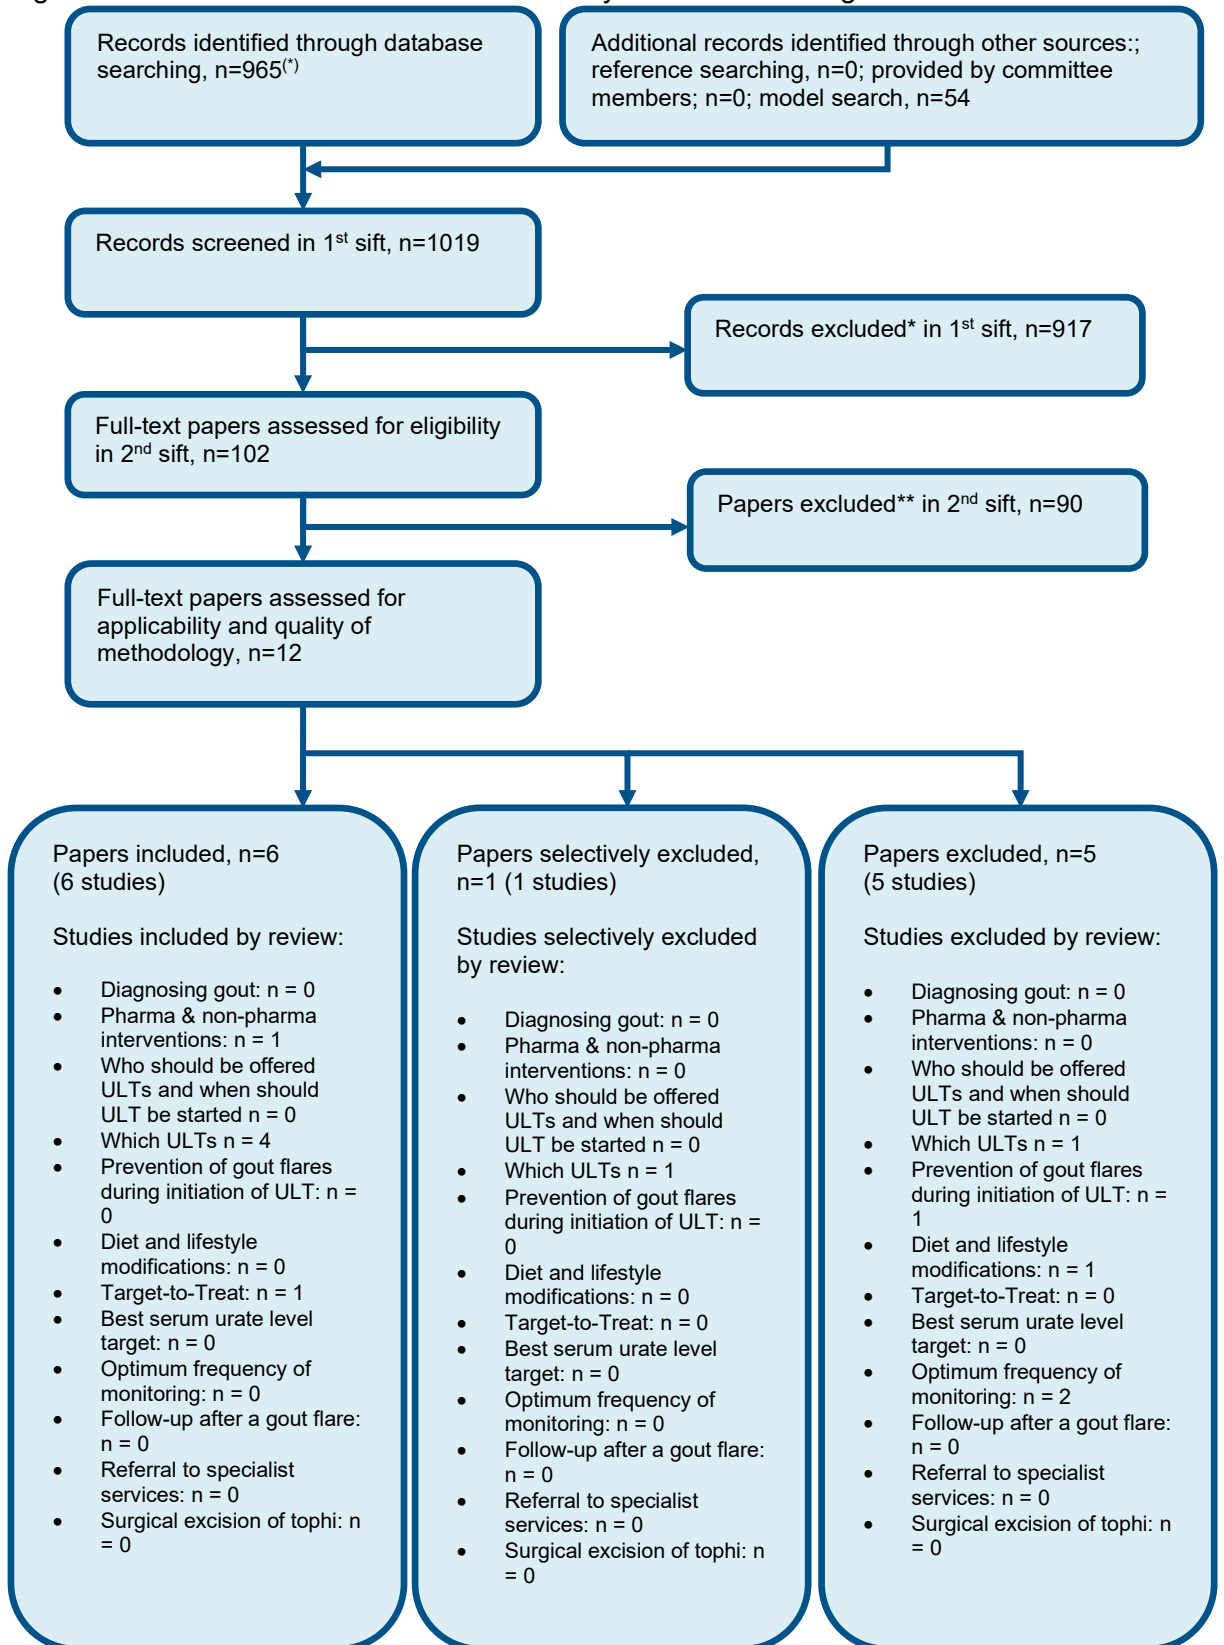 Records identified through database
searching, n=965(*)
Additional records identified through other sources:;
reference searching, n=0; provided by committee
members; n=0; model search, n=54
Records screened in 1st sift, n=1019
Records excluded* in 1st sift, n=917
Full-text papers assessed for eligibility
in 2nd sift, n=102
Papers excluded** in 2nd sift, n=90
Full-text papers assessed for
applicability and quality of
methodology, n=12
Papers included, n=6
(6 studies)
Studies included by review:
• Diagnosing gout: n = 0
• Pharma & non-pharma
interventions: n = 1
• Who should be offered
ULTs and when should
ULT be started n = 0
• Which ULTs n = 4
• Prevention of gout flares
during initiation of ULT: n =
0
• Diet and lifestyle
modifications: n = 0
• Target-to-Treat: n = 1
• Best serum urate level
target: n = 0
• Optimum frequency of
monitoring: n = 0
• Follow-up after a gout flare:
n = 0
• Referral to specialist
services: n = 0
• Surgical excision of tophi: n
= 0
Papers selectively excluded,
n=1 (1 studies)
Studies selectively excluded
by review:
• Diagnosing gout: n = 0
• Pharma & non-pharma
interventions: n = 0
• Who should be offered
ULTs and when should
ULT be started n = 0
• Which ULTs n = 1
• Prevention of gout flares
during initiation of ULT: n =
0
• Diet and lifestyle
modifications: n = 0
• Target-to-Treat: n = 0
• Best serum urate level
target: n = 0
• Optimum frequency of
monitoring: n = 0
• Follow-up after a gout flare:
n = 0
• Referral to specialist
services: n = 0
• Surgical excision of tophi: n
= 0
Papers excluded, n=5
(5 studies)
Studies excluded by review:
• Diagnosing gout: n = 0
• Pharma & non-pharma
interventions: n = 0
• Who should be offered
ULTs and when should
ULT be started n = 0
• Which ULTs n = 1
• Prevention of gout flares
during initiation of ULT: n =
1
• Diet and lifestyle
modifications: n = 1
• Target-to-Treat: n = 0
• Best serum urate level
target: n = 0
• Optimum frequency of
monitoring: n = 2
• Follow-up after a gout flare:
n = 0
• Referral to specialist
services: n = 0
• Surgical excision of tophi: n
= 0